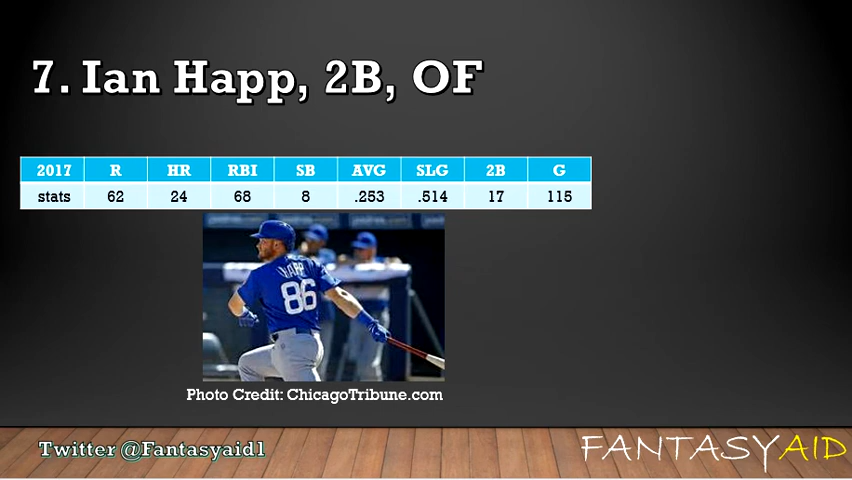 7. Ian Happ, 2B, OF
2017 R HR RBI SB AVG SLG 2B G
stats 62 24 68 8 .253 .514 17 115
HAPP
86
Photo Credit: ChicagoTribune.com
Twitter @Fantasyaid1
FANTASYAID